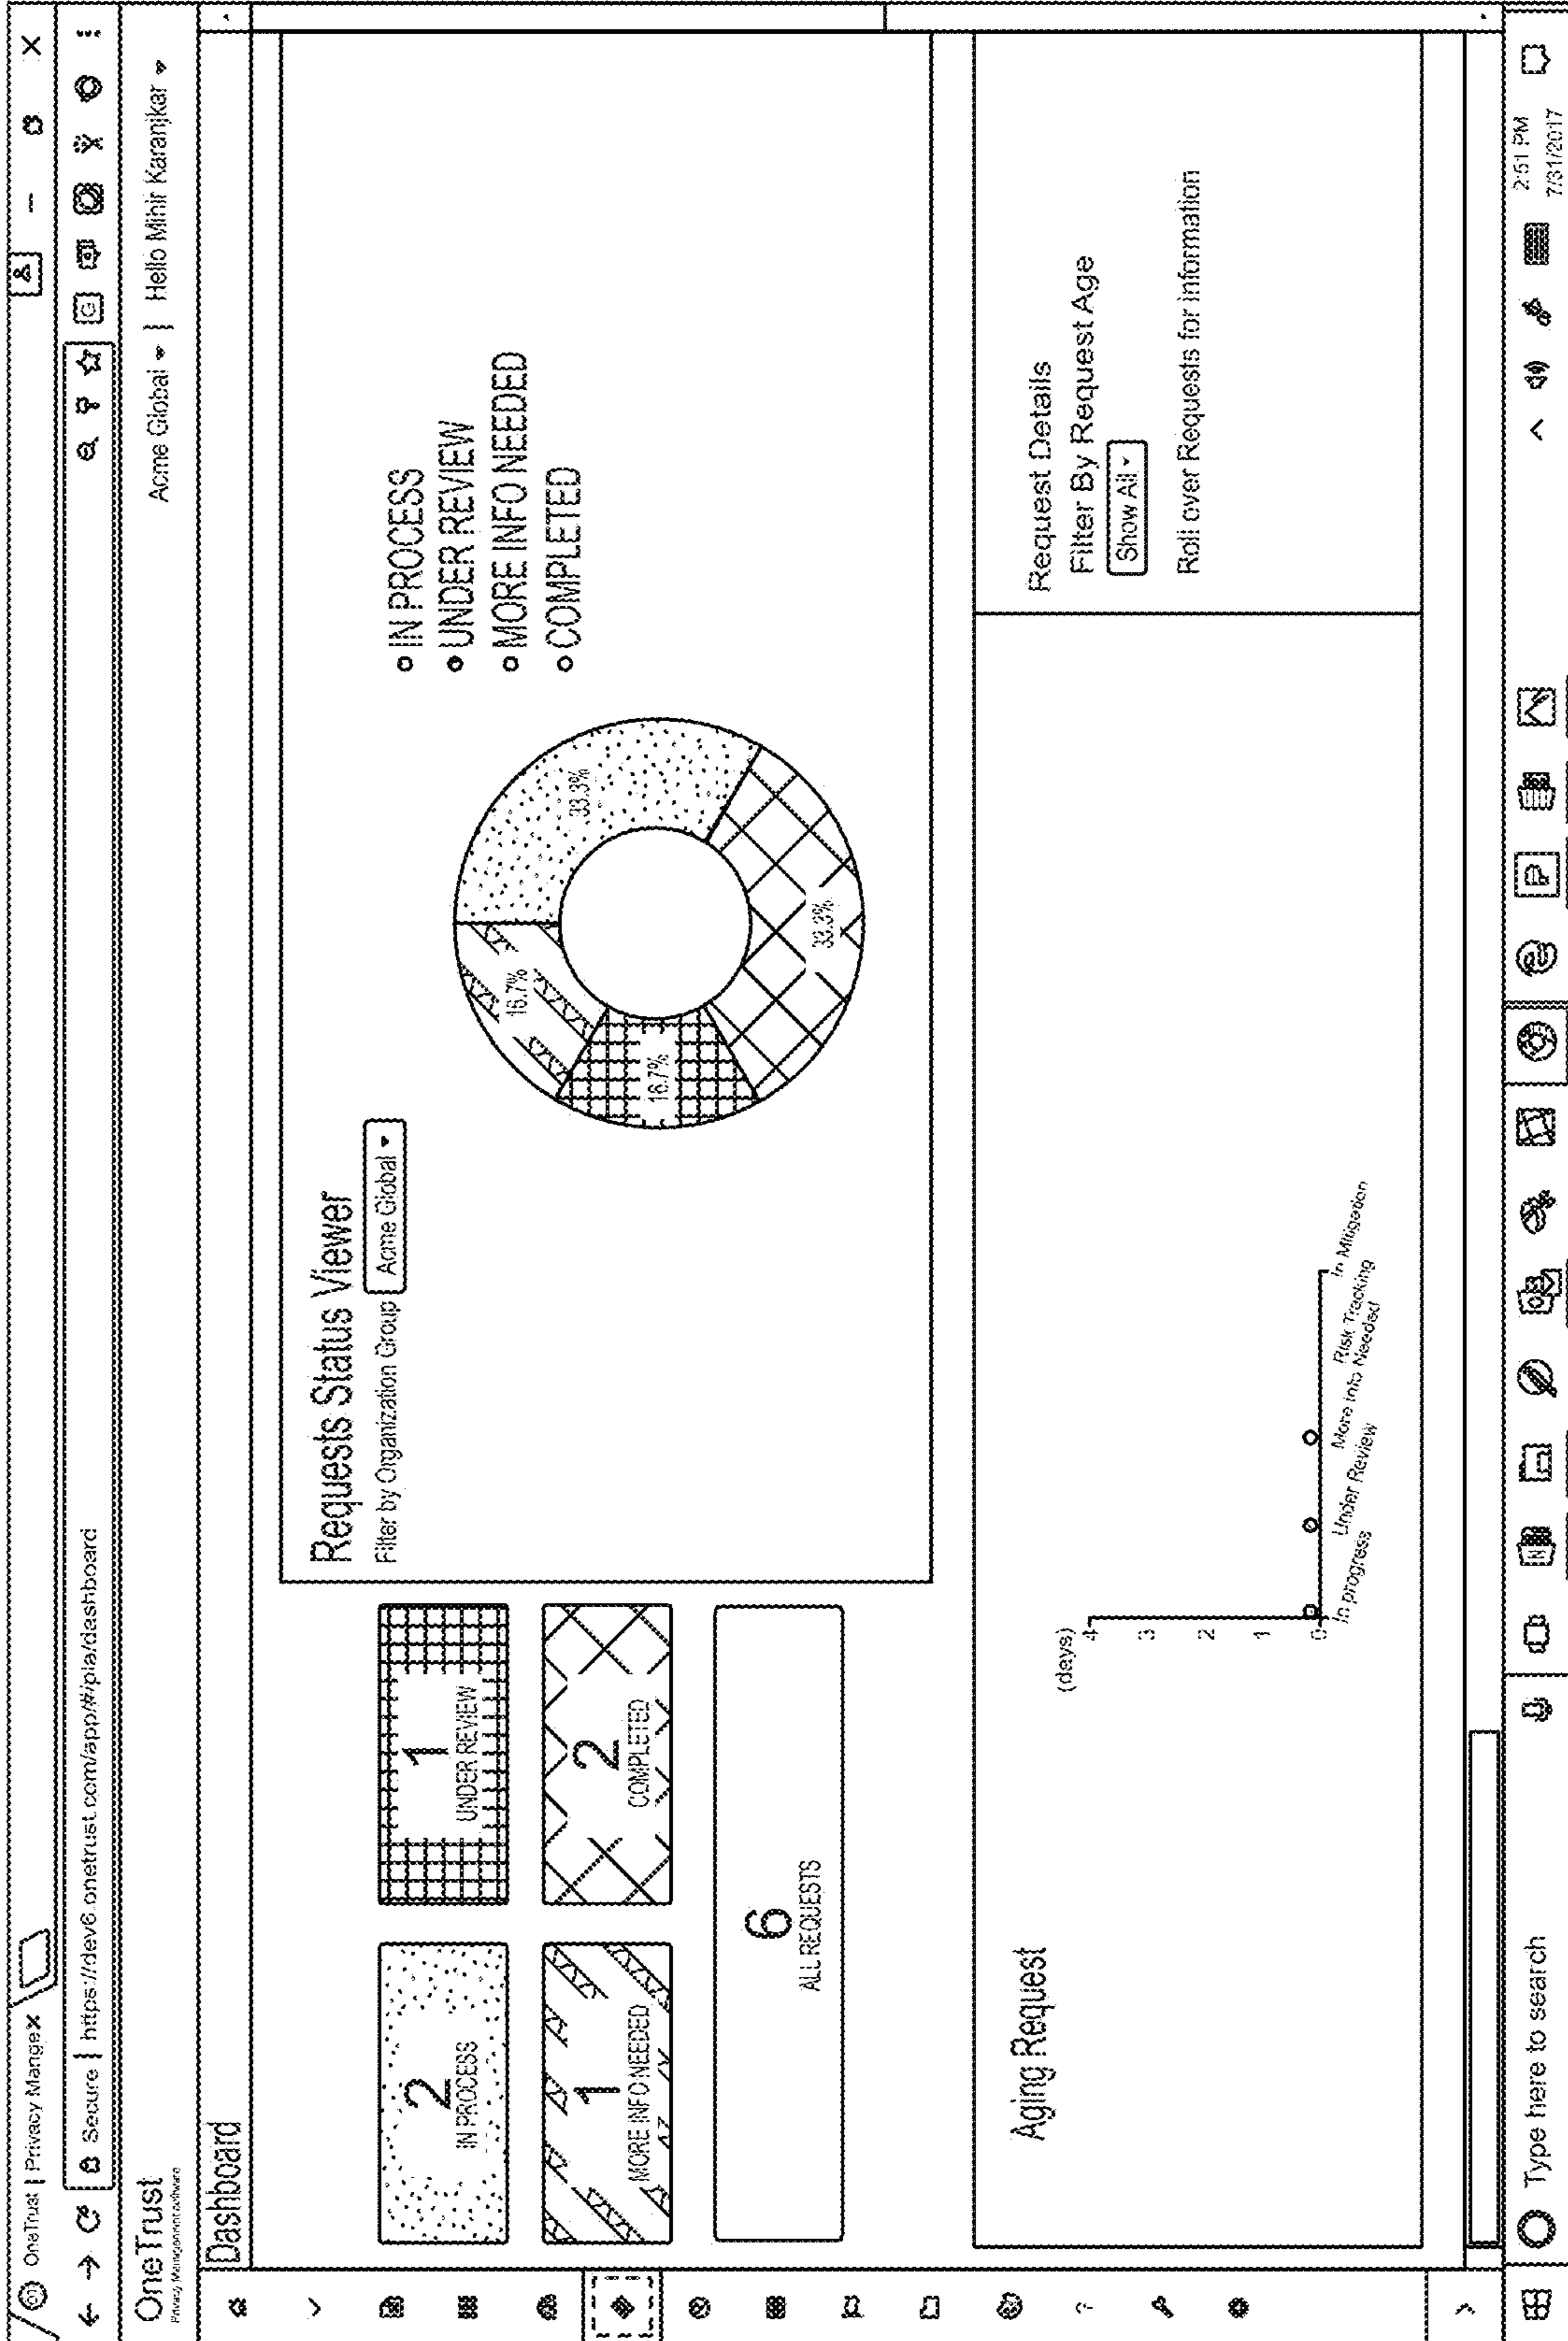 OneTrust | Privacy Mange x
Secure | https://dev6.onetrust.com/app/#/pia/dashboard
OneTrust
Privacy Management software
Acme Global
Hello Mihir Karanjkar
Dashboard
2
IN PROCESS
1
UNDER REVIEW
1
MORE INFO NEEDED
2
COMPLETED
6
ALL REQUESTS
Requests Status Viewer
Filter by Organization Group
Acme Global
16.7%
33.3%
16.7%
33.3%
IN PROCESS
UNDER REVIEW
MORE INFO NEEDED
COMPLETED
Aging Request
(days)
4
3
2
1
0
In progress
Under Review
More Info Needed
Risk Tracking
In Mitigation
Request Details
Filter By Request Age
Show All
Roll over Requests for information
Type here to search
2:51 PM
7/31/2017